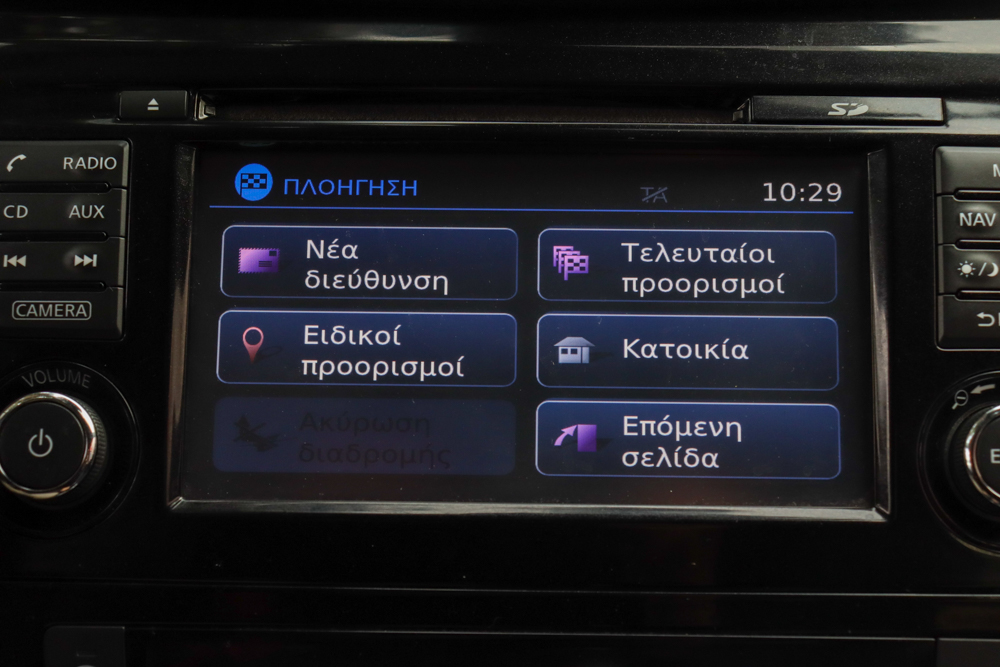 SD
RADIO
CD AUX
CAMERA
VOLUME
ΠΛΟΗΓΗΣΗ
TA
10:29
Νέα
διεύθυνση
Τελευταίοι
προορισμοί
Ειδικοί
προορισμοί
Κατοικία
Ακύρωση
διαδρομής
Επόμενη
σελίδα
NAV